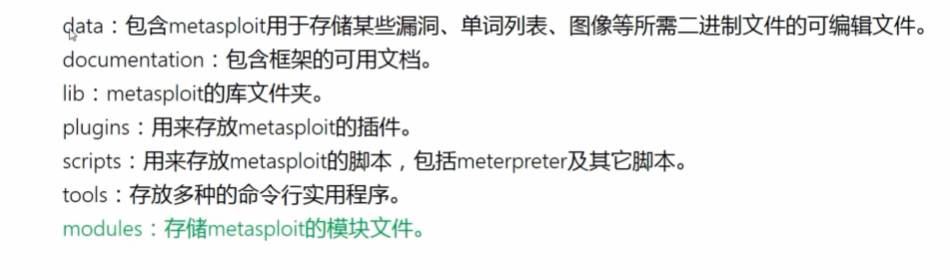 data：包含metasploit用于存储某些漏洞、单词列表、图像等所需二进制文件的可编辑文件。
documentation：包含框架的可用文档。
lib：metasploit的库文件夹。
plugins：用来存放metasploit的插件。
scripts：用来存放metasploit的脚本，包括meterpreter及其它脚本。
tools：存放多种的命令行实用程序。
modules：存储metasploit的模块文件。